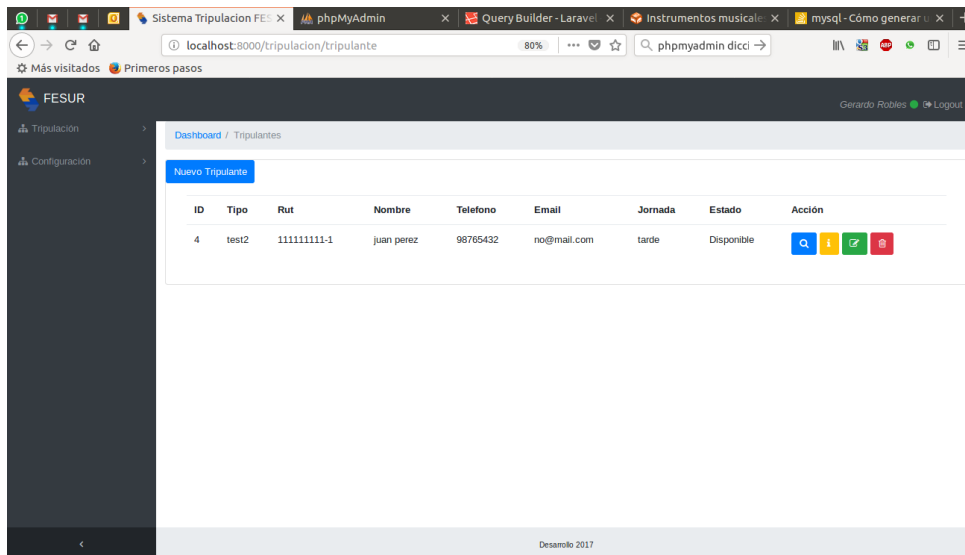 Sistema Tripulacion FES
phpMyAdmin
Query Builder - Laravel
Instrumentos musicale
mysql - Cómo generar u
localhost:8000/tripulacion/tripulante
80%
phpmyadmin dicci
Más visitados
Primeros pasos
FESUR
Gerardo Robles
Logout
Tripulación
Configuración
Dashboard / Tripulantes
Nuevo Tripulante
ID Tipo Rut Nombre Telefono Email Jornada Estado Acción
4 test2 111111111-1 juan perez 98765432 no@mail.com tarde Disponible
Desarrollo 2017